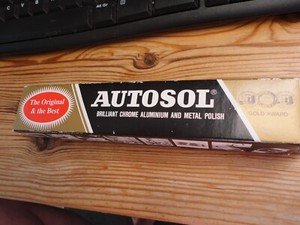 The Original
& the Best
AUTOSOL®
BRILLIANT CHROME ALUMINIUM AND METAL POLISH
GOLD AWARD